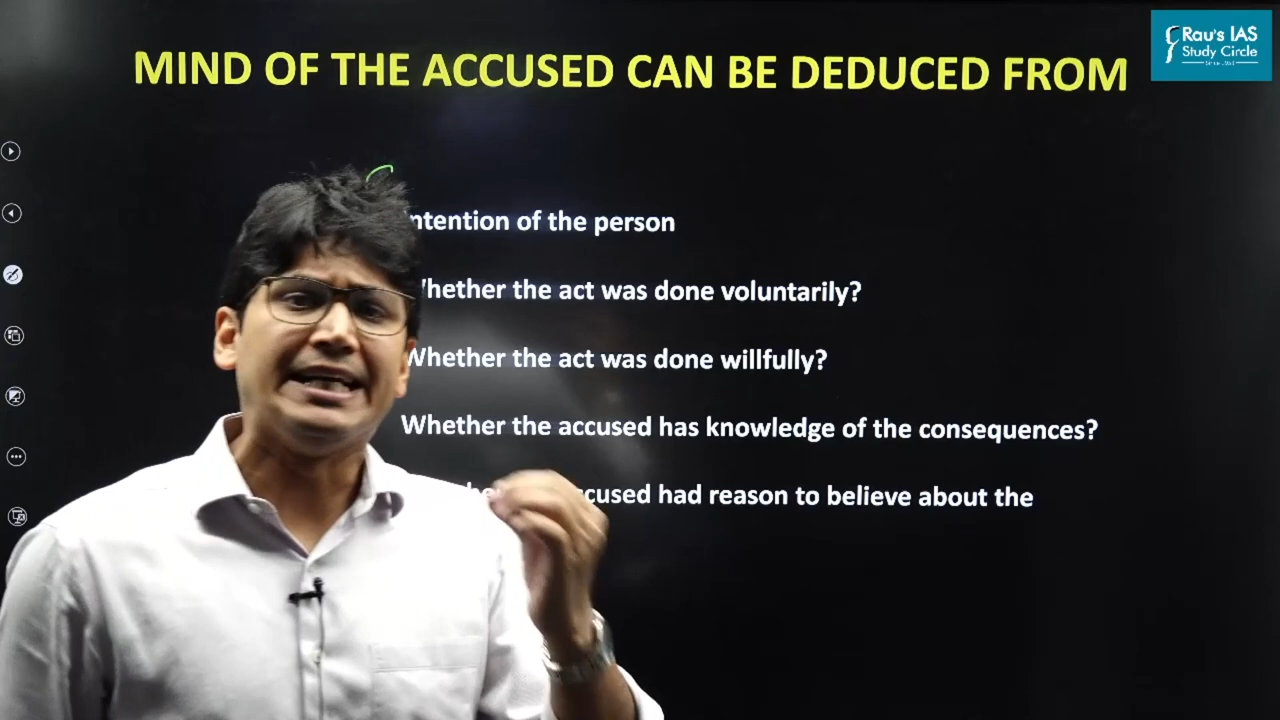 Rau's IAS
Study Circle
MIND OF THE ACCUSED CAN BE DEDUCED FROM
ntention of the person
hether the act was done voluntarily?
Whether the act was done willfully?
Whether the accused has knowledge of the consequences?
had reason to believe about the